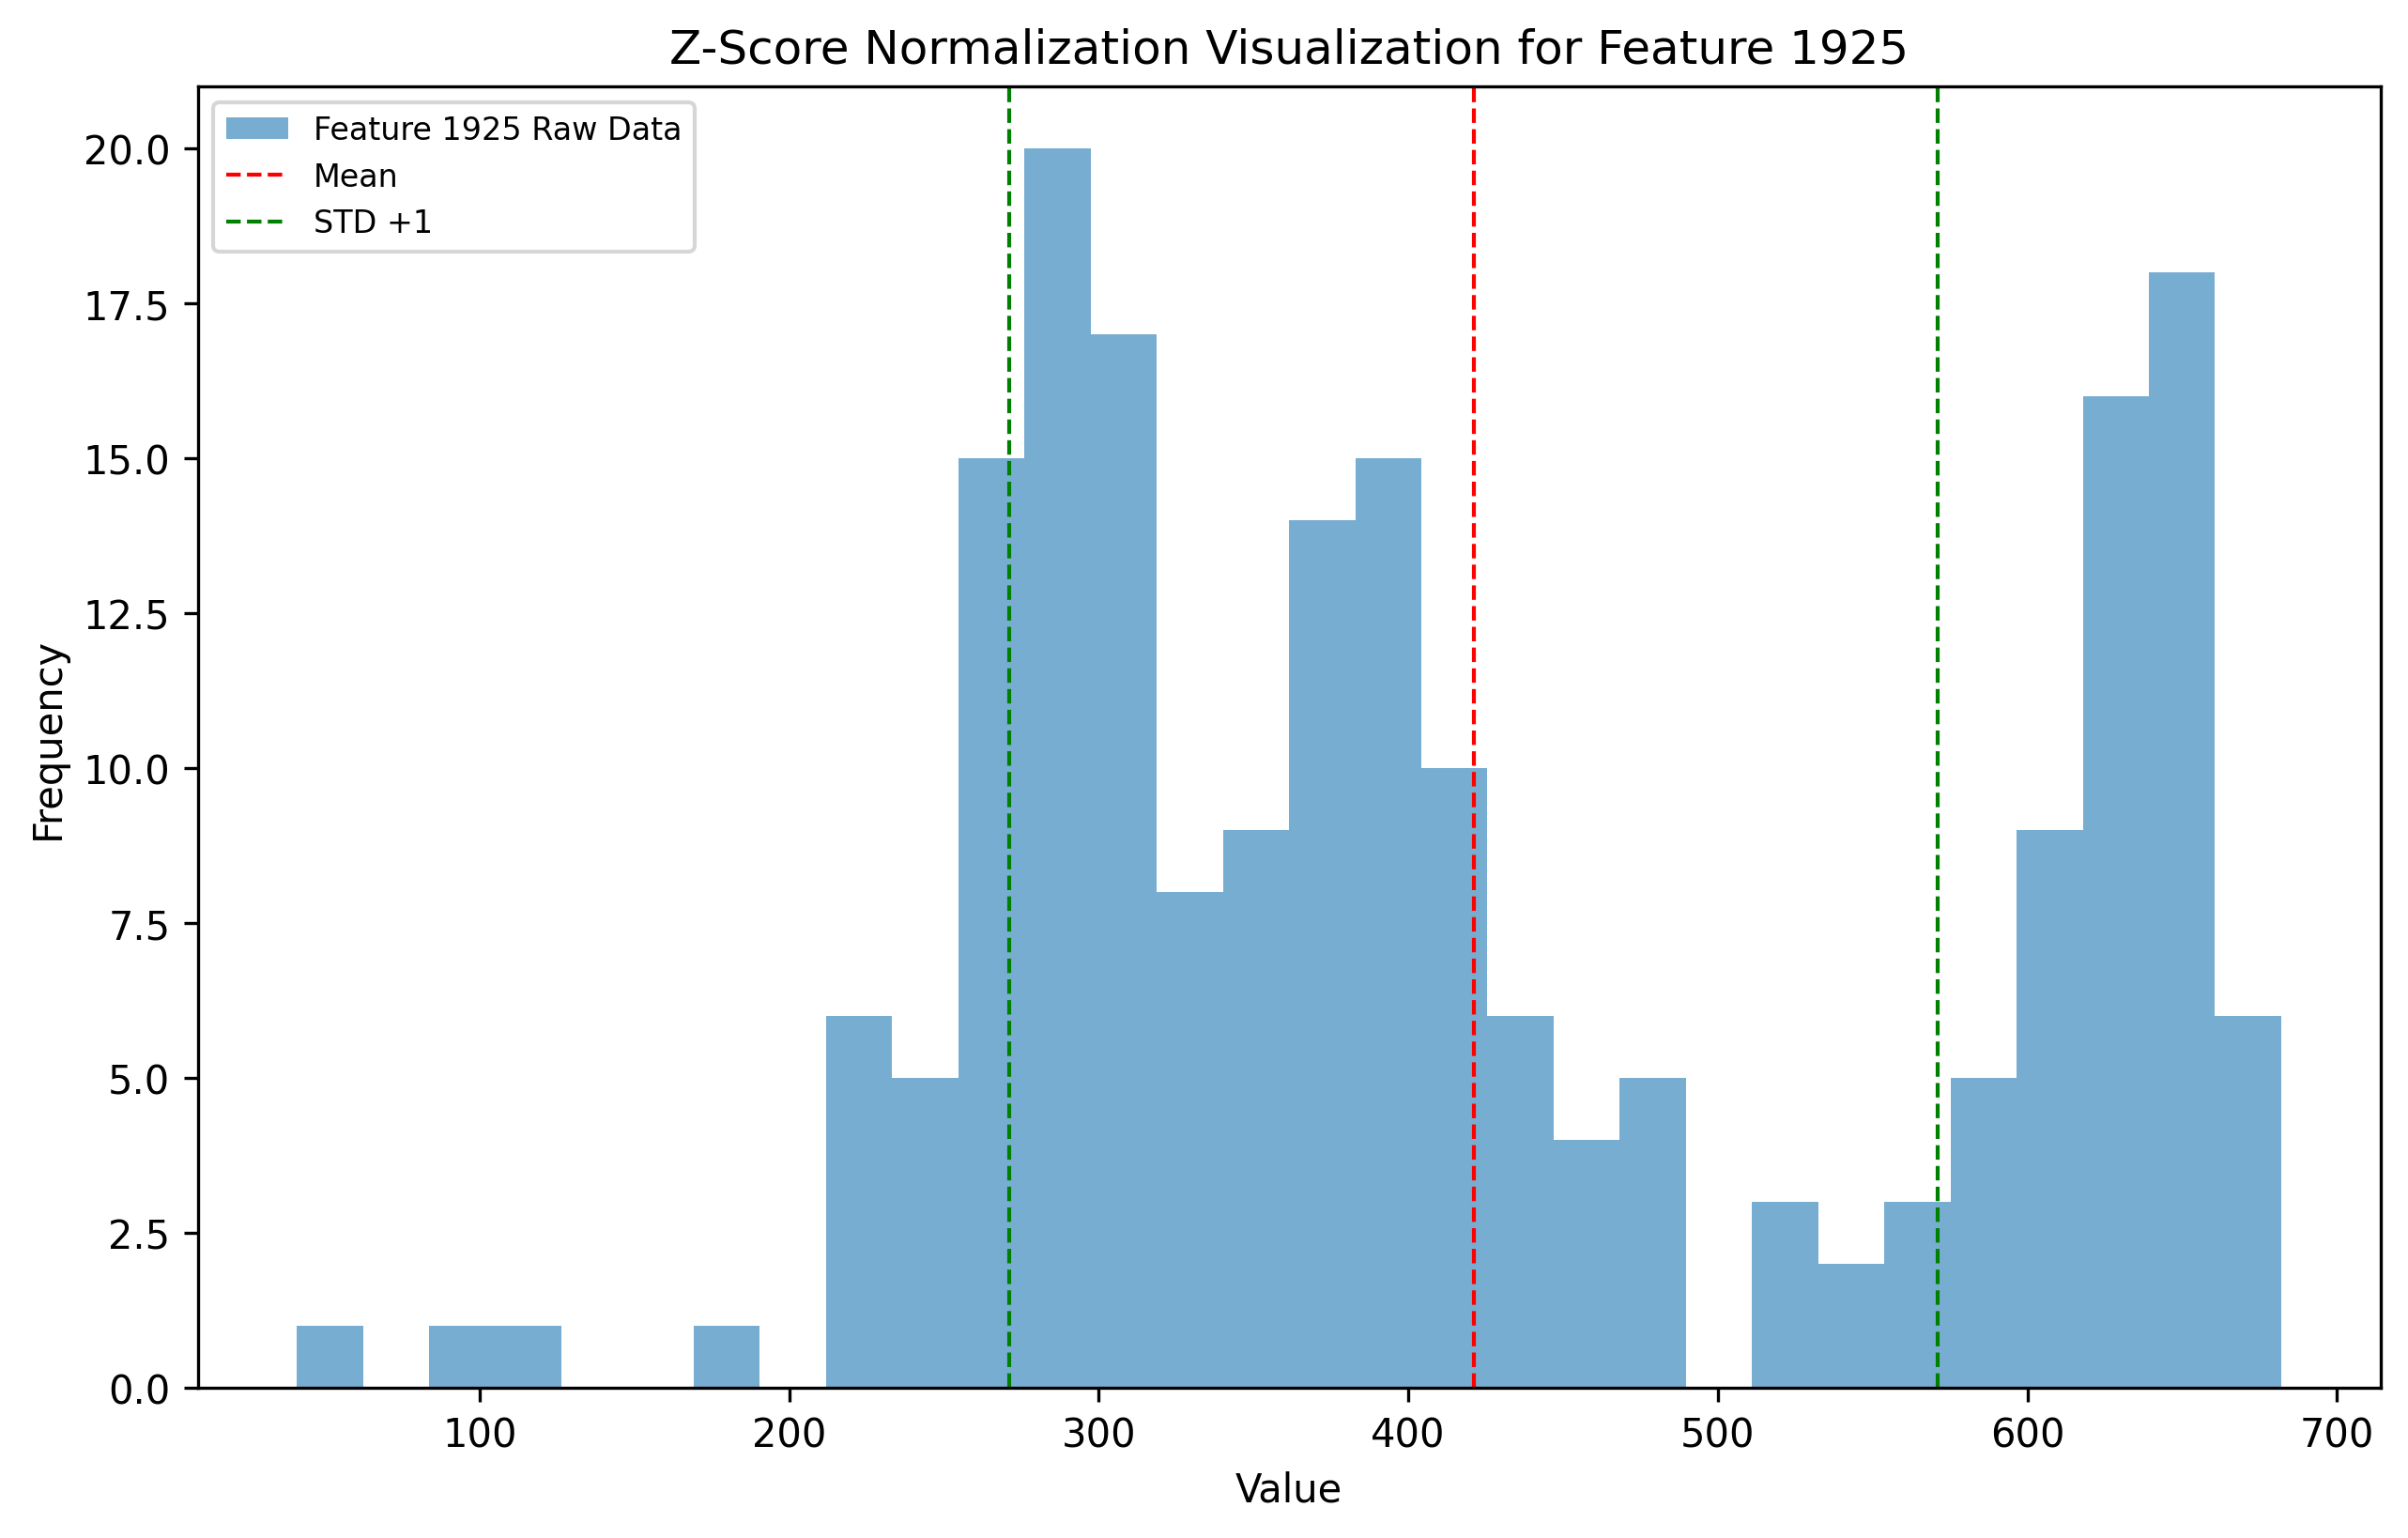 Z-Score Normalization Visualization for Feature 1925
Feature 1925 Raw Data
Mean
STD +1
20.0
17.5
15.0
12.5
10.0
7.5
5.0
2.5
0.0
Frequency
100
200
300
400
500
600
700
Value